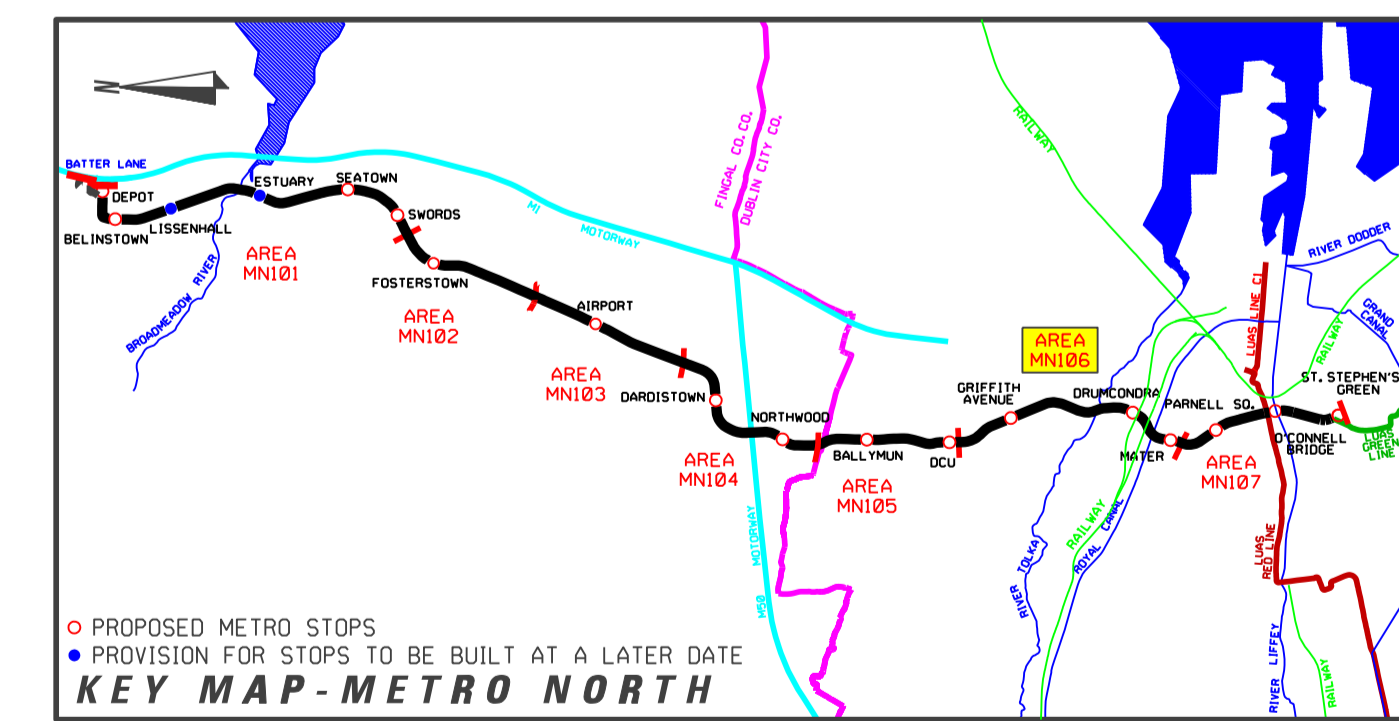 N
BATTER LANE
DEPOT
BELINSTOWN
LISSENHALL
ESTUARY
SEATOWN
SWORDS
FOSTERSTOWN
BROADMEADOW RIVER
AREA
MN101
AREA
MN102
AIRPORT
AREA
MN103
DARDISTOWN
M1
MOTORWAY
FINGAL CO.CO.
DUBLIN CITY CO.
NORTHWOOD
AREA
MN104
MOTORWAY
M50
BALLYMUN
AREA
MN105
DCU
GRIFFITH
AVENUE
AREA
MN106
RAILWAY
DRUMCONDRA
MATER
PARNELL SQ.
AREA
MN107
O'CONNELL
BRIDGE
ST. STEPHEN'S
GREEN
LUAS
GREEN
LINE
LUAS LINE C1
RIVER DODDER
GRAND
CANAL
RAILWAY
RIVER TOLKA
RAILWAY
ROYAL CANAL
LUAS
RED LINE
RIVER LIFFEY
RAILWAY
PROPOSED METRO STOPS
PROVISION FOR STOPS TO BE BUILT AT A LATER DATE
KEY MAP-METRO NORTH